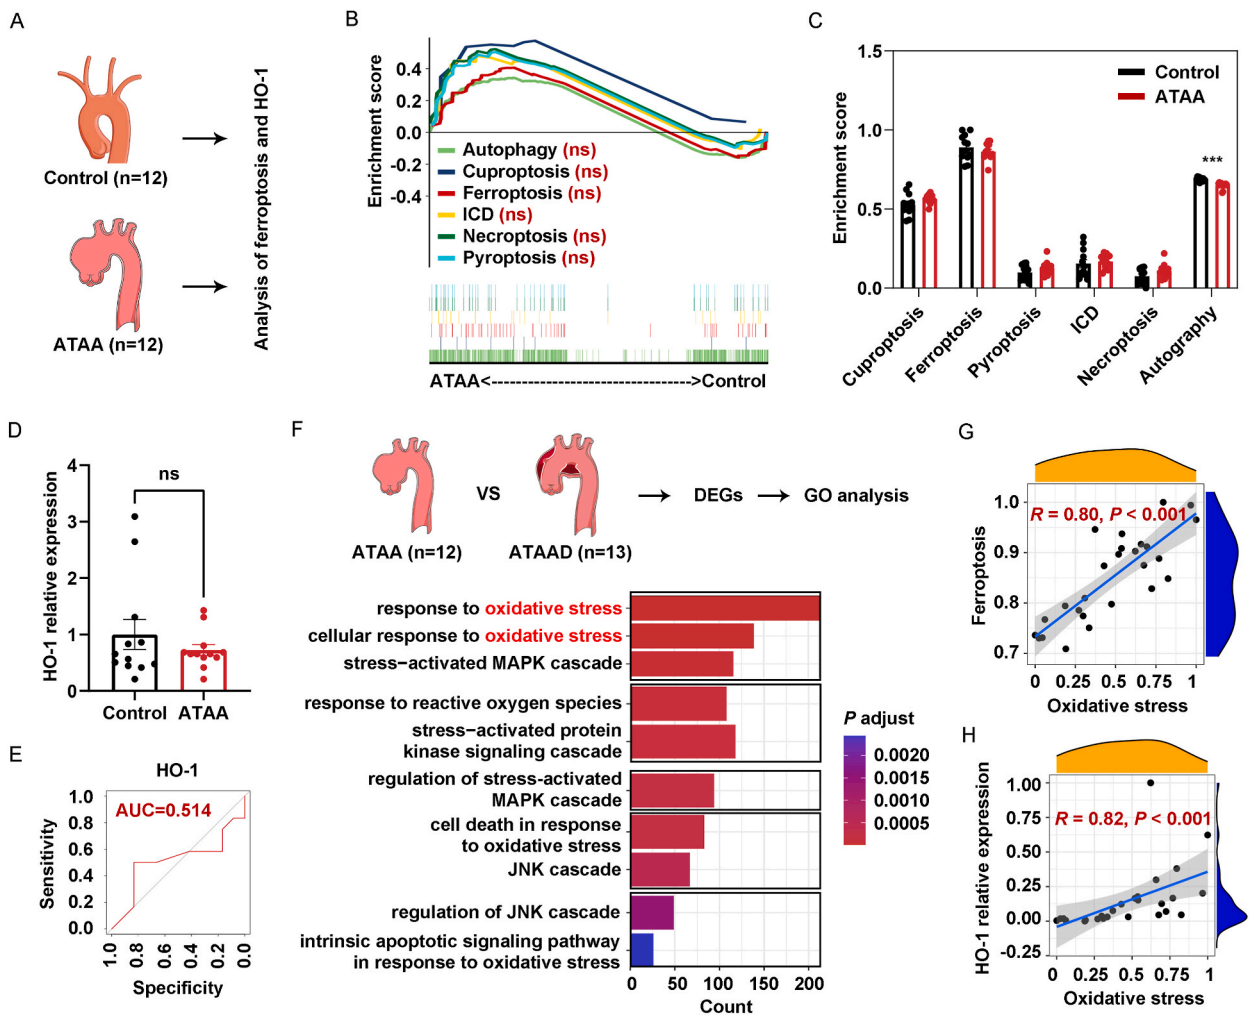 A
Control (n=12)
ATAA (n=12)
Analysis of ferroptosis and HO-1
B
Enrichment score
0.4
0.2
0.0
-0.2
-0.4
Autophagy (ns)
Cuproptosis (ns)
Ferroptosis (ns)
ICD (ns)
Necroptosis (ns)
Pyroptosis (ns)
ATAA<---------------------------->Control
C
Enrichment score
1.5
1.0
0.5
0.0
Control
ATAA
***
Cuproptosis
Ferroptosis
Pyroptosis
ICD
Necroptosis
Autography
D
HO-1 relative expression
4
3
2
1
0
ns
Control ATAA
E
HO-1
AUC=0.514
Sensitivity
1.0
0.8
0.6
0.4
0.2
0.0
1.0 0.8 0.6 0.4 0.2 0.0
Specificity
F
ATAA (n=12)
VS
ATAAD (n=13)
DEGs
GO analysis
response to oxidative stress
cellular response to oxidative stress
stress−activated MAPK cascade
response to reactive oxygen species
stress−activated protein
kinase signaling cascade
regulation of stress-activated
MAPK cascade
cell death in response
to oxidative stress
JNK cascade
regulation of JNK cascade
intrinsic apoptotic signaling pathway
in response to oxidative stress
0 50 100 150 200
Count
P adjust
0.0020
0.0015
0.0010
0.0005
G
Ferroptosis
1.0
0.9
0.8
0.7
R = 0.80, P < 0.001
0 0.25 0.5 0.75 1
Oxidative stress
H
HO-1 relative expression
1.00
0.75
0.50
0.25
0.00
-0.25
R = 0.82, P < 0.001
0 0.25 0.5 0.75 1
Oxidative stress